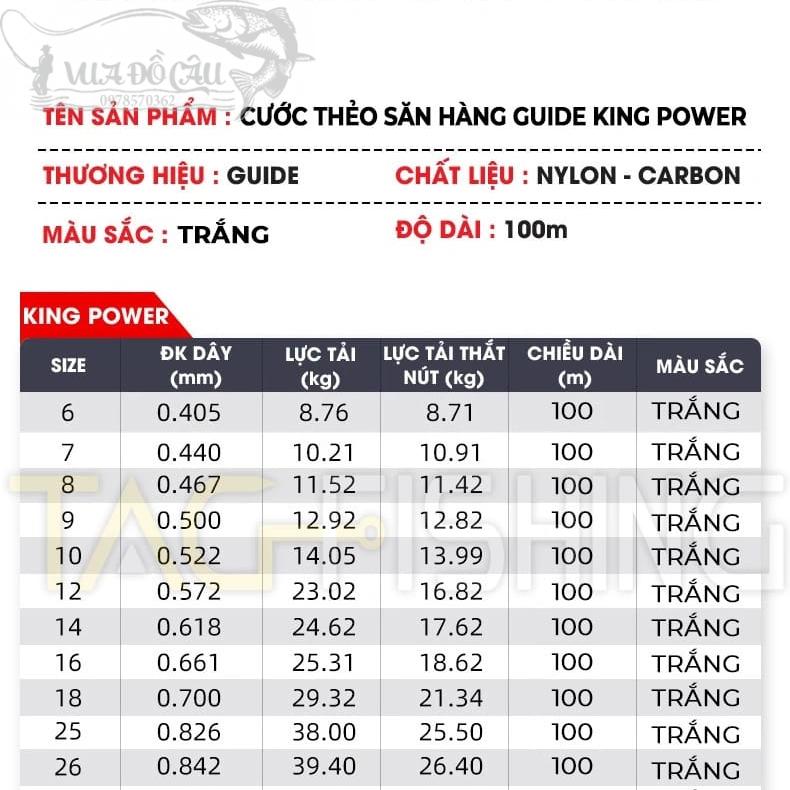 VUA ĐỒ CÂU
0978570362
TÊN SẢN PHẨM : CƯỚC THẺO SĂN HÀNG GUIDE KING POWER
THƯƠNG HIỆU : GUIDE CHẤT LIỆU : NYLON - CARBON
MÀU SẮC : TRẮNG ĐỘ DÀI : 100m
KING POWER
SIZE ĐK DÂY (mm) LỰC TẢI (kg) LỰC TẢI THẮT NÚT (kg) CHIỀU DÀI (m) MÀU SẮC
6 0.405 8.76 8.71 100 TRẮNG
7 0.440 10.21 10.91 100 TRẮNG
8 0.467 11.52 11.42 100 TRẮNG
9 0.500 12.92 12.82 100 TRẮNG
10 0.522 14.05 13.99 100 TRẮNG
12 0.572 23.02 16.82 100 TRẮNG
14 0.618 24.62 17.62 100 TRẮNG
16 0.661 25.31 18.62 100 TRẮNG
18 0.700 29.32 21.34 100 TRẮNG
25 0.826 38.00 25.50 100 TRẮNG
26 0.842 39.40 26.40 100 TRẮNG
TAG FISHING